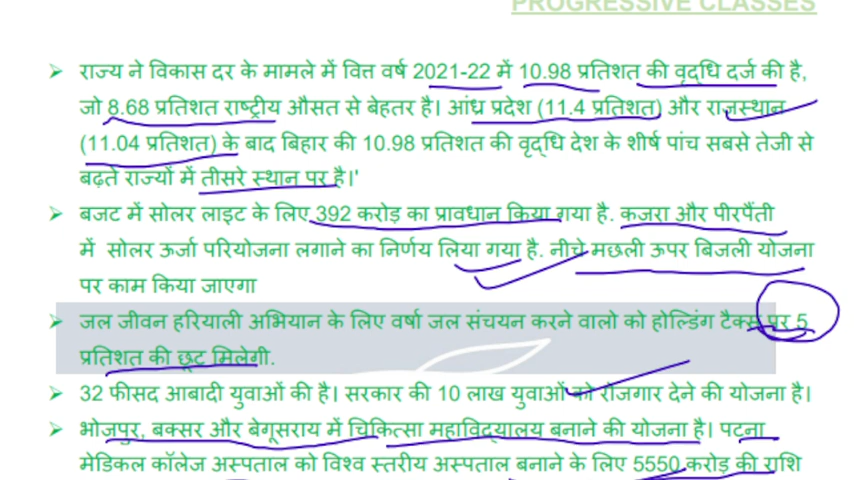 PROGRESSIVE CLASSES
➢ राज्य ने विकास दर के मामले में वित्त वर्ष 2021-22 में 10.98 प्रतिशत की वृद्धि दर्ज की है,
जो 8.68 प्रतिशत राष्ट्रीय औसत से बेहतर है। आंध्र प्रदेश (11.4 प्रतिशत) और राजस्थान
(11.04 प्रतिशत) के बाद बिहार की 10.98 प्रतिशत की वृद्धि देश के शीर्ष पांच सबसे तेजी से
बढ़ते राज्यों में तीसरे स्थान पर है।'
➢ बजट में सोलर लाइट के लिए 392 करोड़ का प्रावधान किया गया है. कजरा और पीरपैंती
में सोलर ऊर्जा परियोजना लगाने का निर्णय लिया गया है. नीचे मछली ऊपर बिजली योजना
पर काम किया जाएगा
➢ जल जीवन हरियाली अभियान के लिए वर्षा जल संचयन करने वालो को होल्डिंग टैक्स पर 5
प्रतिशत की छूट मिलेगी.
➢ 32 फीसद आबादी युवाओं की है। सरकार की 10 लाख युवाओं को रोजगार देने की योजना है।
➢ भोजपुर, बक्सर और बेगूसराय में चिकित्सा महाविद्यालय बनाने की योजना है। पटना
मेडिकल कॉलेज अस्पताल को विश्व स्तरीय अस्पताल बनाने के लिए 5550 करोड़ की राशि